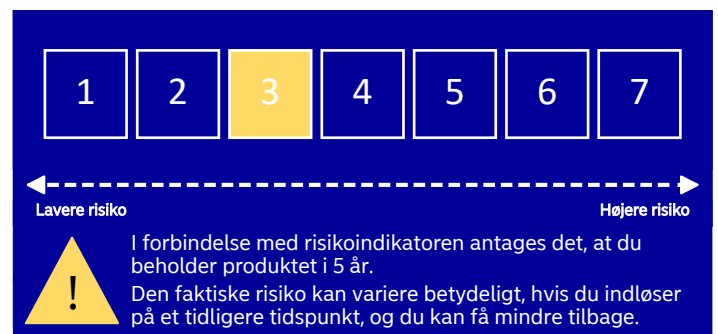 1 2 3 4 5 6 7
Lavere risiko Højere risiko
! I forbindelse med risikoindikatoren antages det, at du
beholder produktet i 5 år.
Den faktiske risiko kan variere betydeligt, hvis du indløser
på et tidligere tidspunkt, og du kan få mindre tilbage.